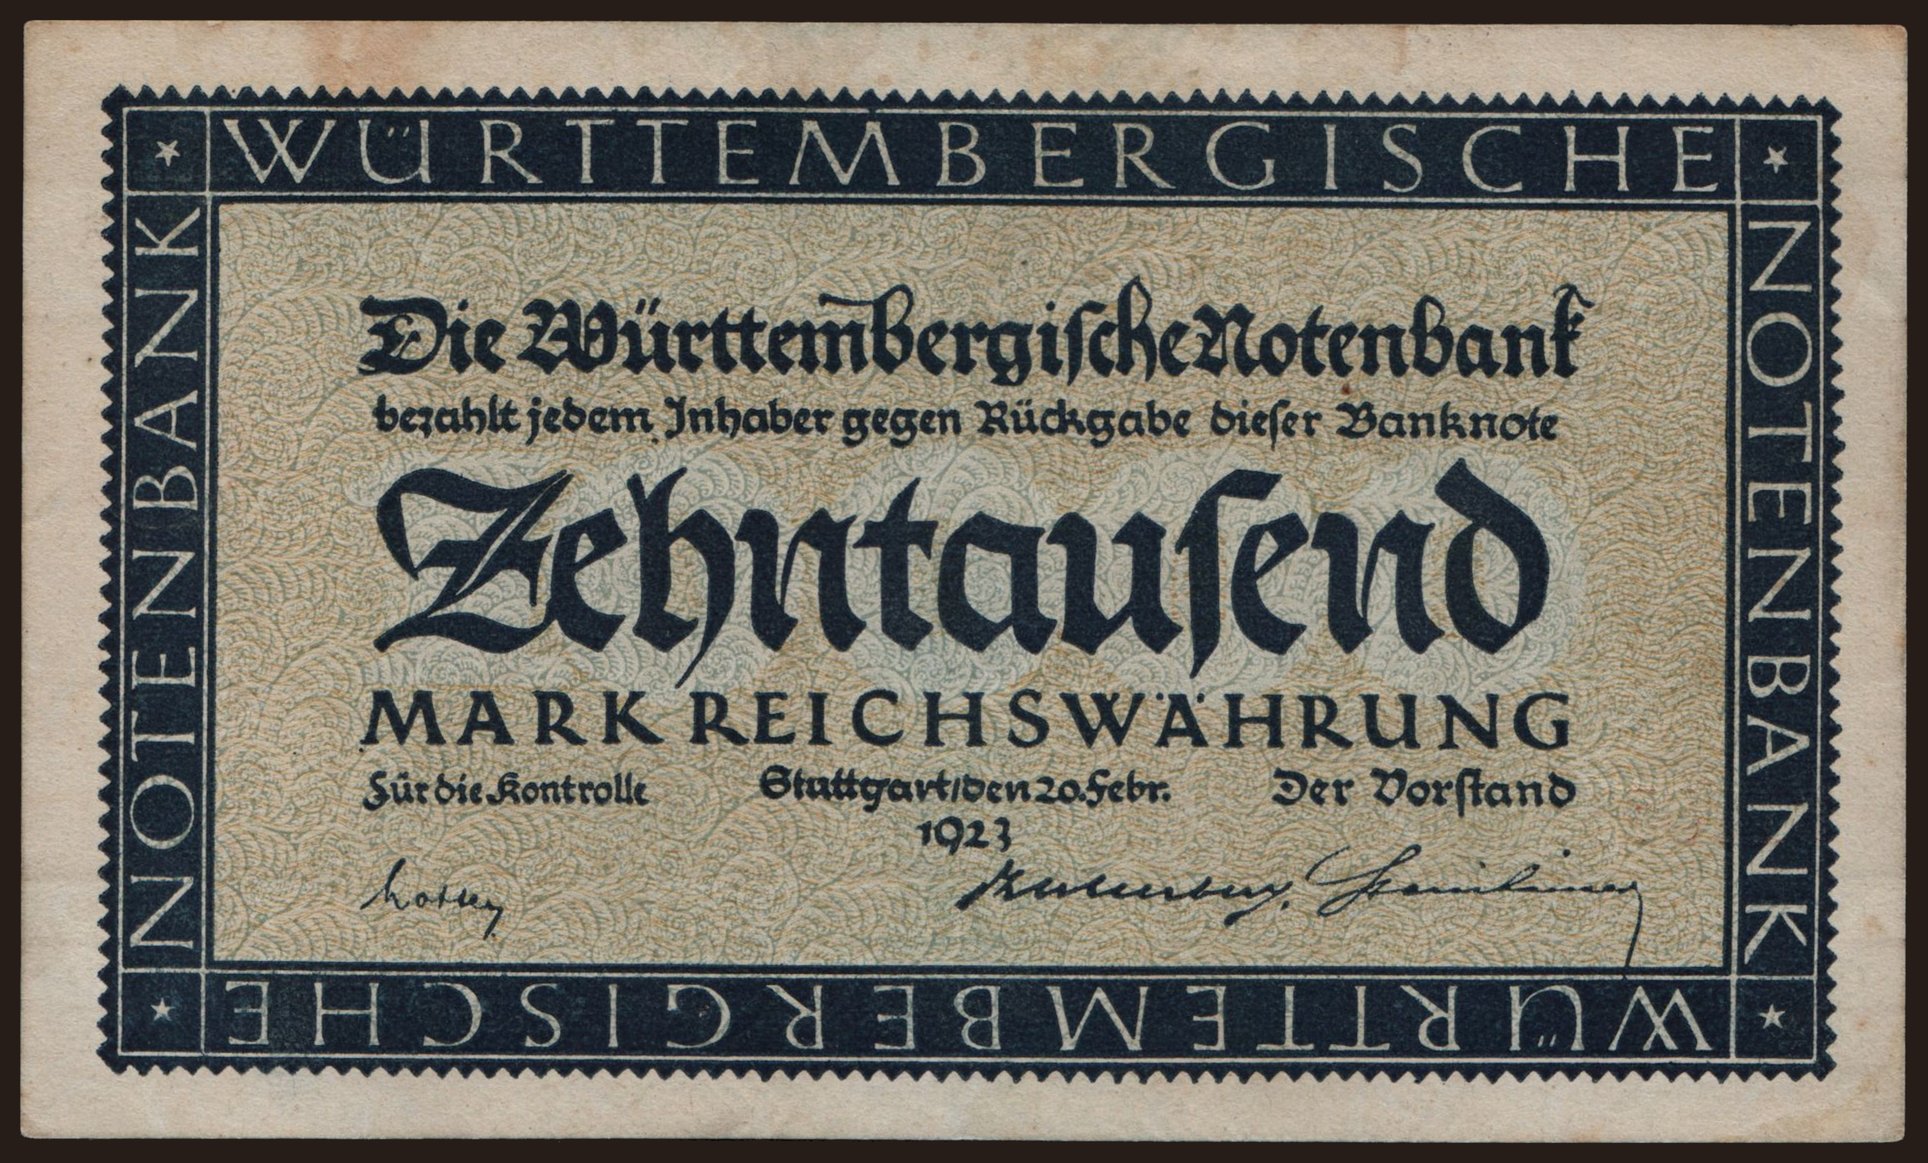 WÜRTTEMBERGISCHE
NOTENBANK
NOTENBANK
Die Württembergische Notenbank
bezahlt jedem Inhaber gegen Rückgabe dieser Banknote
Zehntausend
MARK REICHSWÄHRUNG
Für die Kontrolle Stuttgart, den 20. Febr. Der Vorstand
1923
WÜRTTEMBERGISCHE